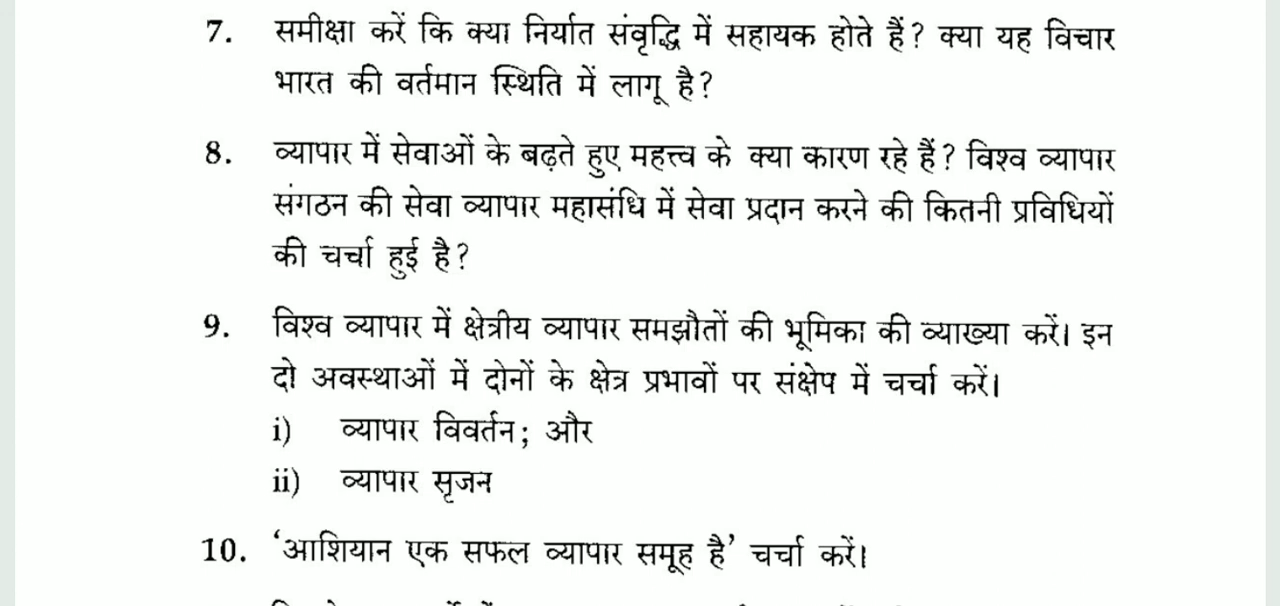 7. समीक्षा करें कि क्या निर्यात संवृद्धि में सहायक होते हैं? क्या यह विचार
भारत की वर्तमान स्थिति में लागू है?
8. व्यापार में सेवाओं के बढ़ते हुए महत्त्व के क्या कारण रहे हैं? विश्व व्यापार
संगठन की सेवा व्यापार महासंधि में सेवा प्रदान करने की कितनी प्रविधियों
की चर्चा हुई है?
9. विश्व व्यापार में क्षेत्रीय व्यापार समझौतों की भूमिका की व्याख्या करें। इन
दो अवस्थाओं में दोनों के क्षेत्र प्रभावों पर संक्षेप में चर्चा करें।
i) व्यापार विवर्तन; और
ii) व्यापार सृजन
10. ‘आशियान एक सफल व्यापार समूह है’ चर्चा करें।